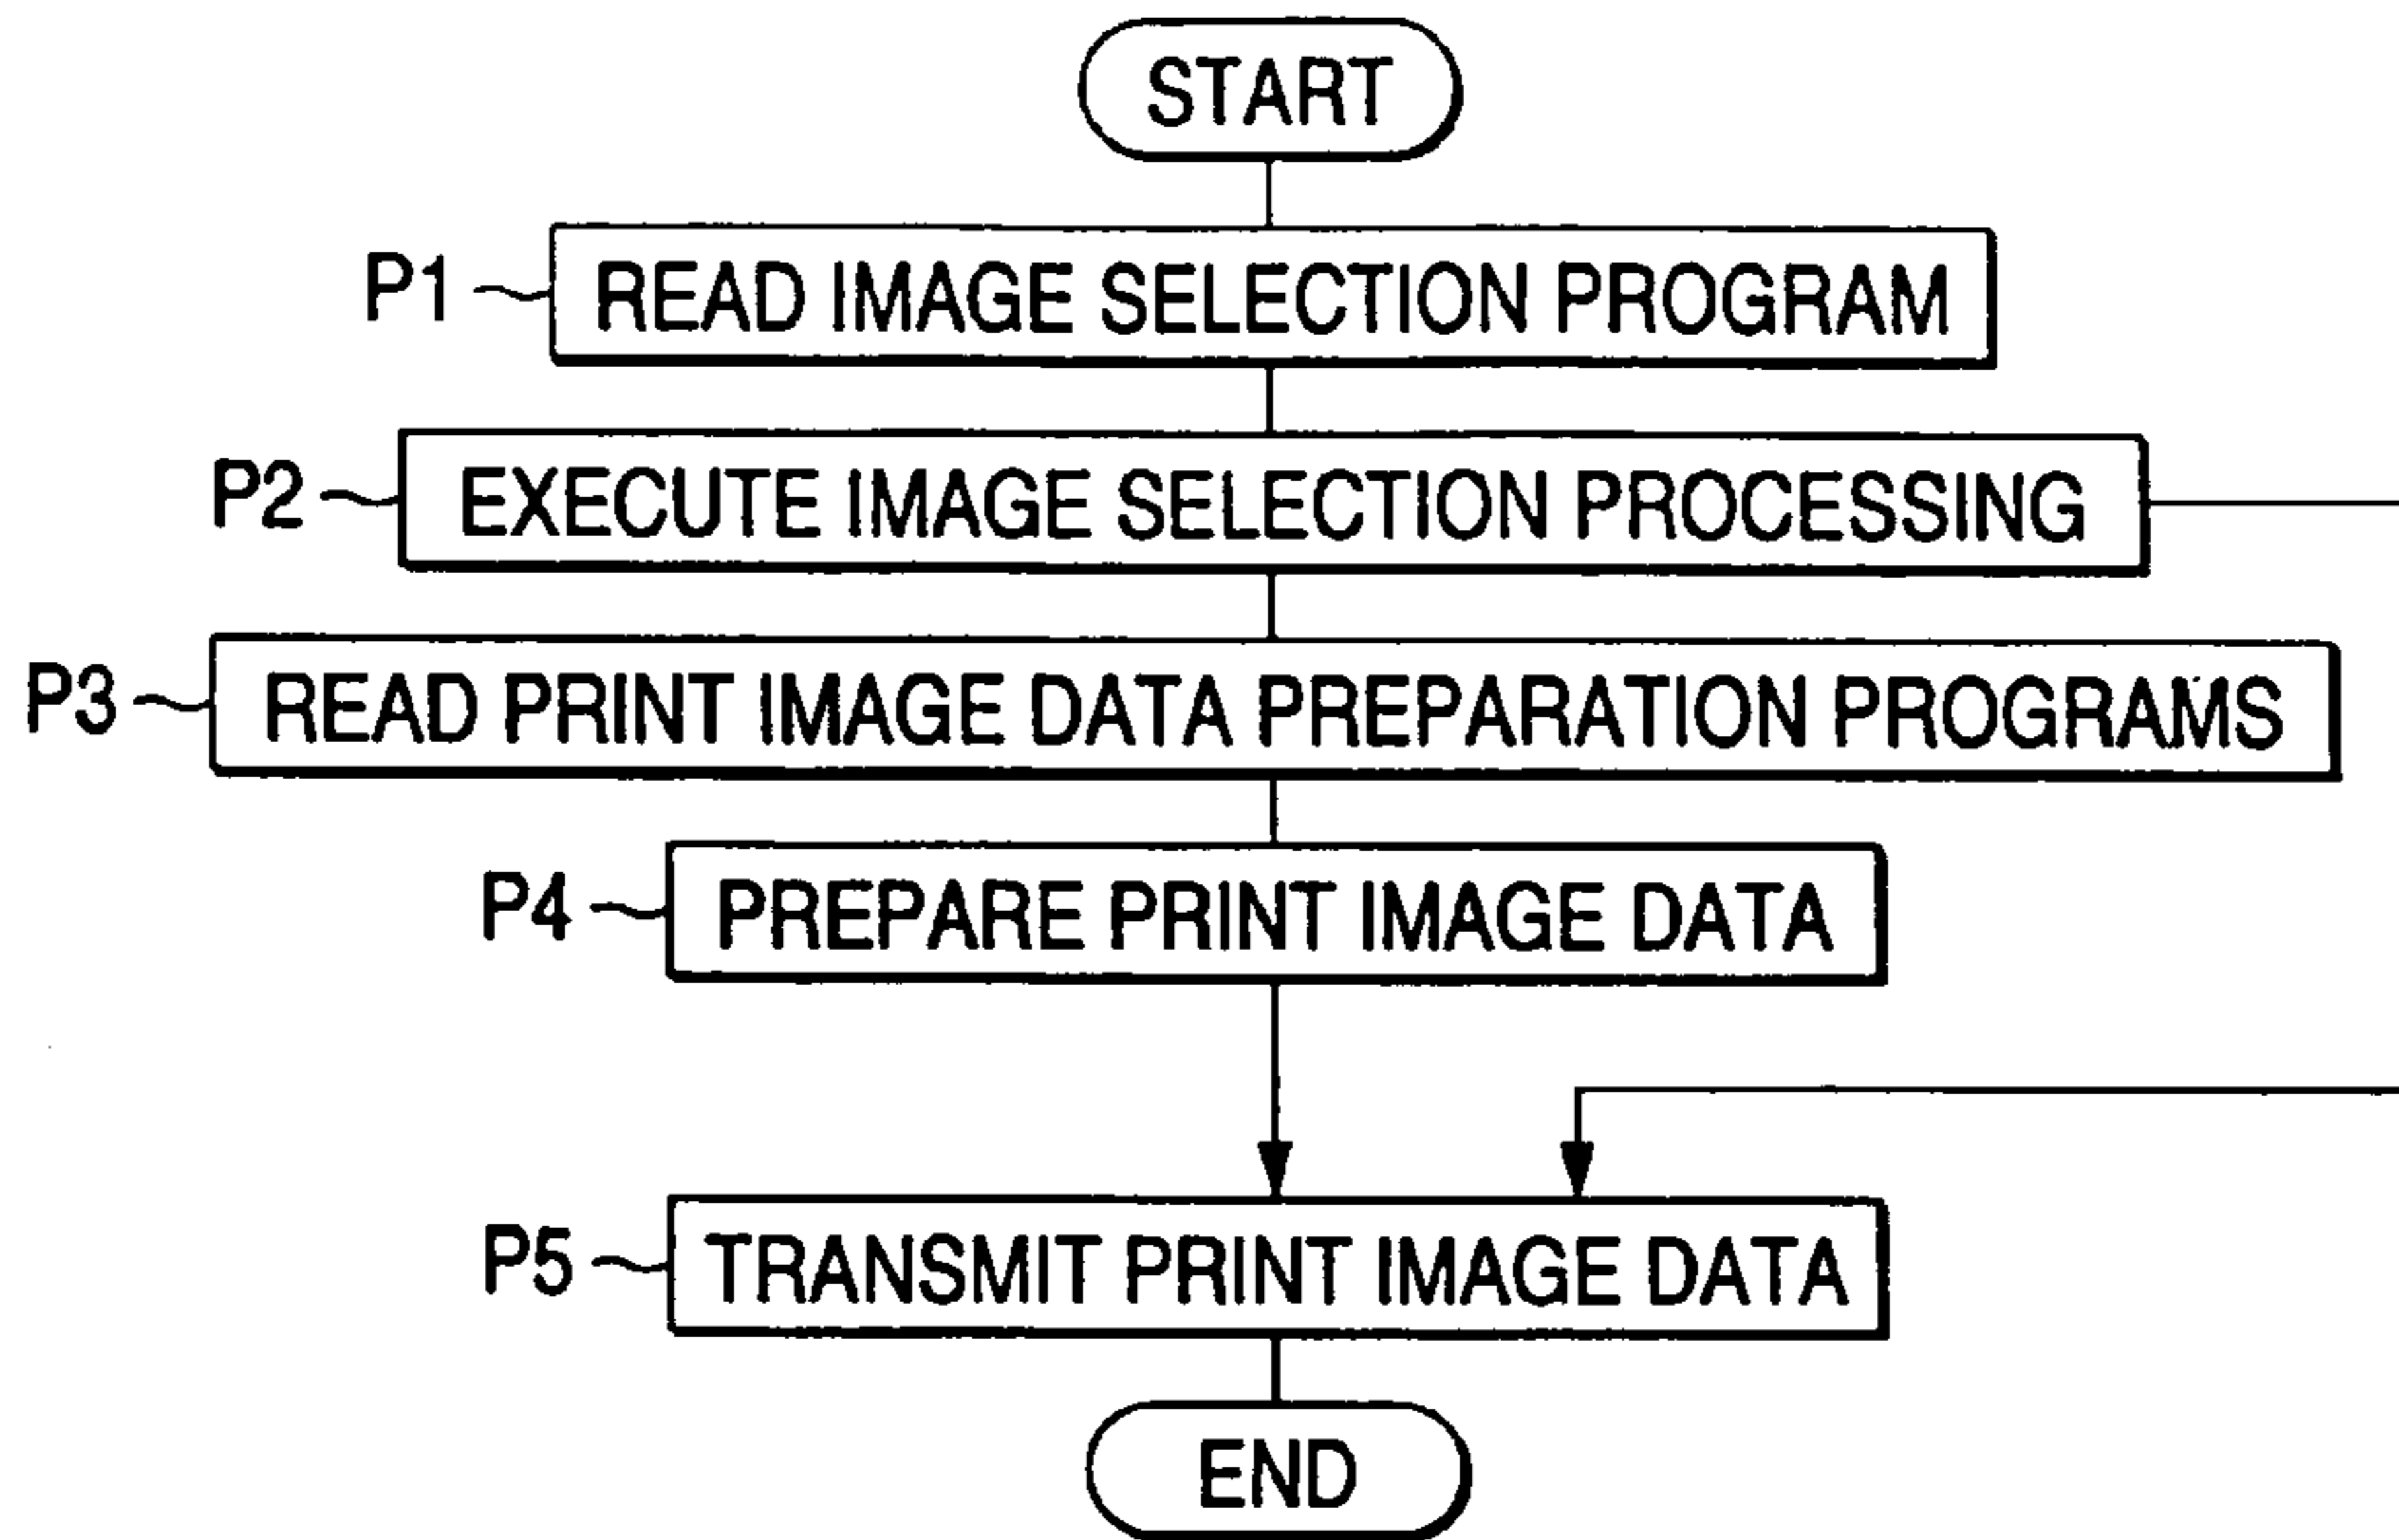 START
P1 READ IMAGE SELECTION PROGRAM
P2 EXECUTE IMAGE SELECTION PROCESSING
P3 READ PRINT IMAGE DATA PREPARATION PROGRAMS
P4 PREPARE PRINT IMAGE DATA
P5 TRANSMIT PRINT IMAGE DATA
END